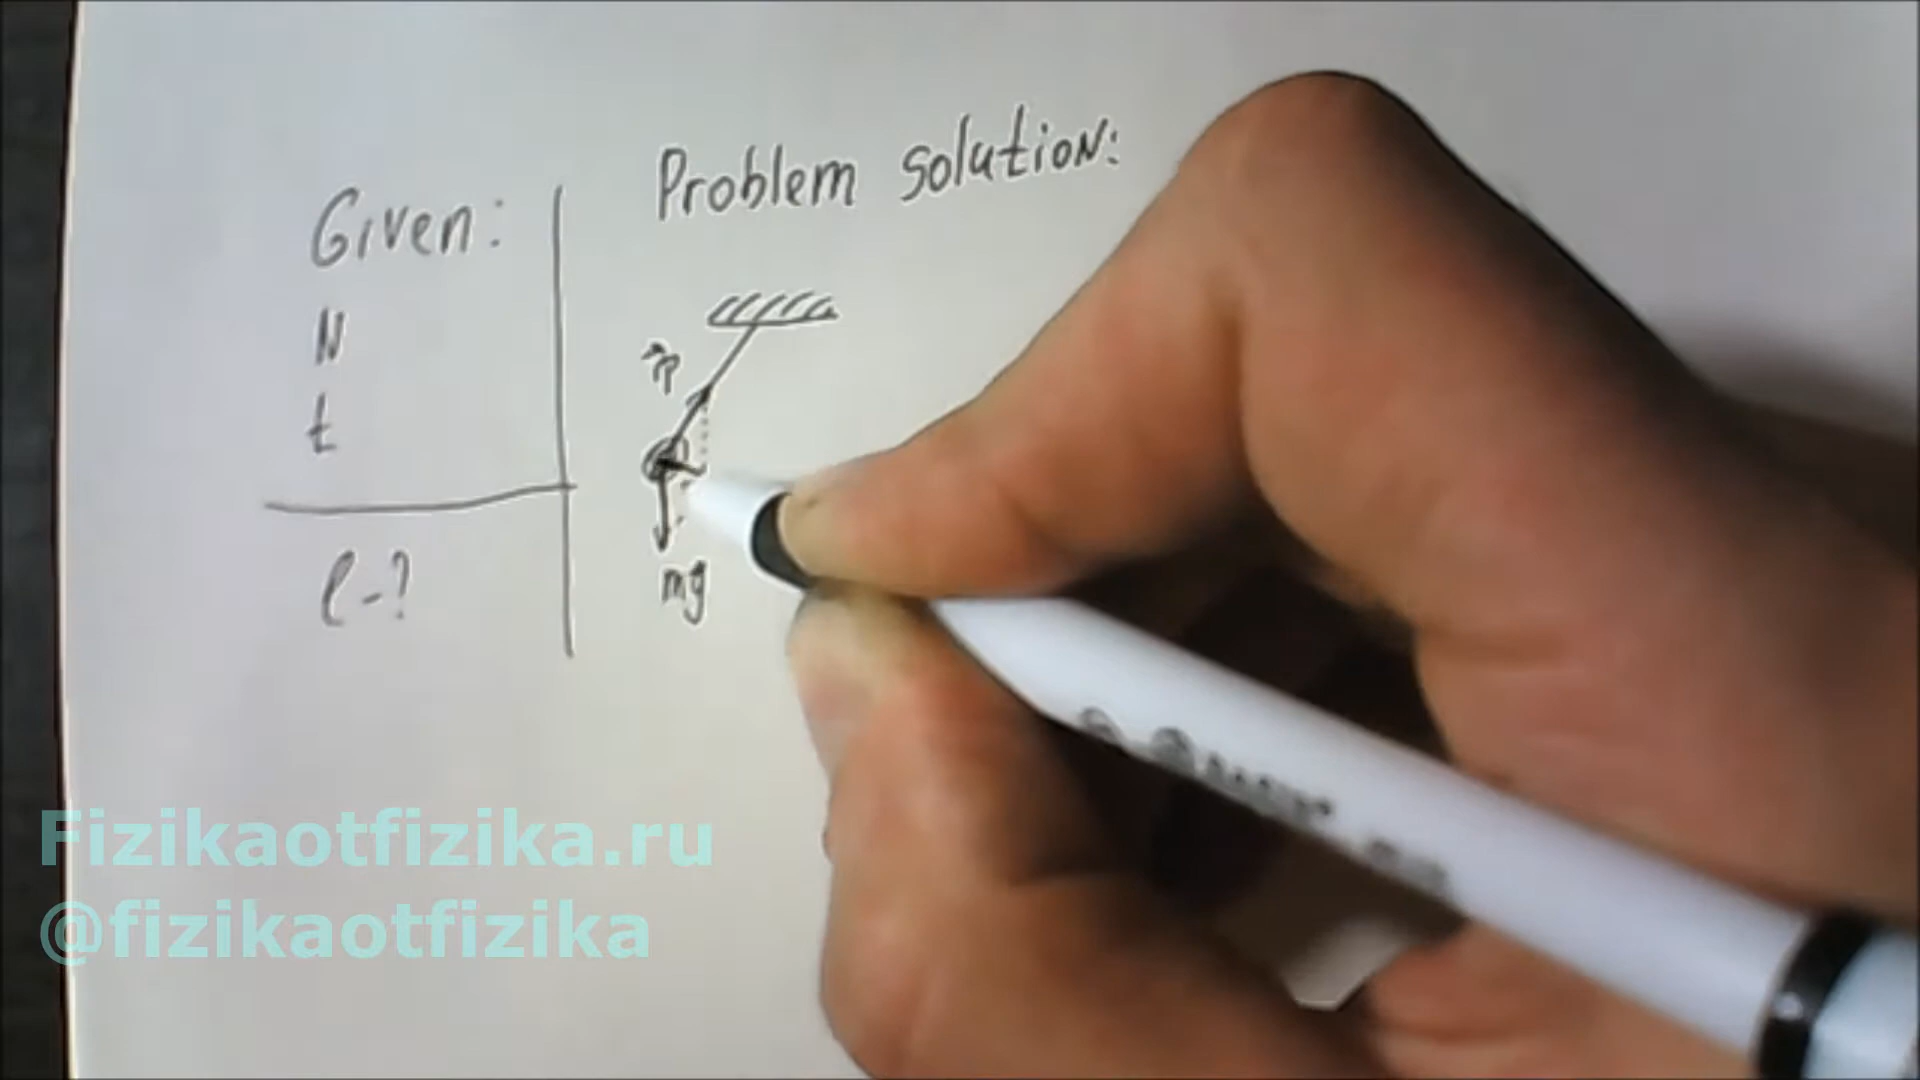 Problem solution:
Given:
N
t
l-?
mg
Fizikaotfizika.ru
@fizikaotfizika